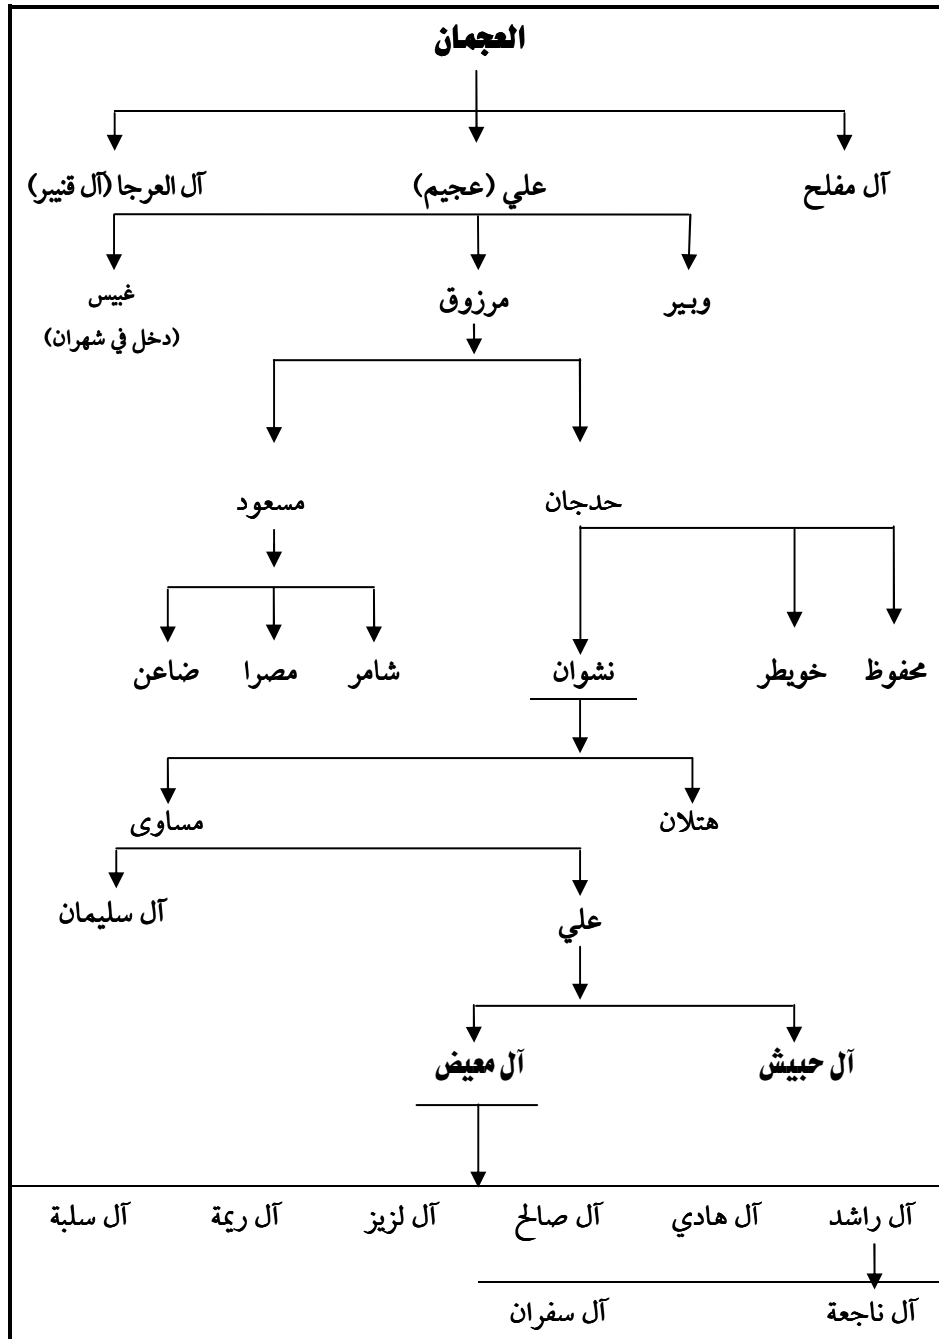 العجمان
آل مفلح علي (عجيم) آل العرجا (آل قنيبر)
وبير مرزوق غبيس
(دخل في شهران)
حدجان مسعود
محفوظ خويطر نشوان شامر مصرا ضاعن
هتلان مساوى
علي آل سليمان
آل حبيش آل معيض
آل راشد آل هادي آل صالح آل لزيز آل ريمة آل سلبة
آل ناجعة آل سفران